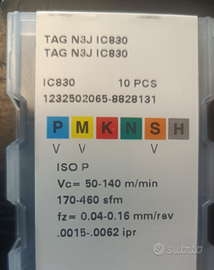 TAG N3J IC830
TAG N3J IC830
IC830 10 PCS
1232502065-8828131
P M K N S H
V V V
ISO P
Vc= 50-140 m/min
170-460 sfm
fz= 0.04-0.16 mm/rev
.0015-.0062 ipr
subito